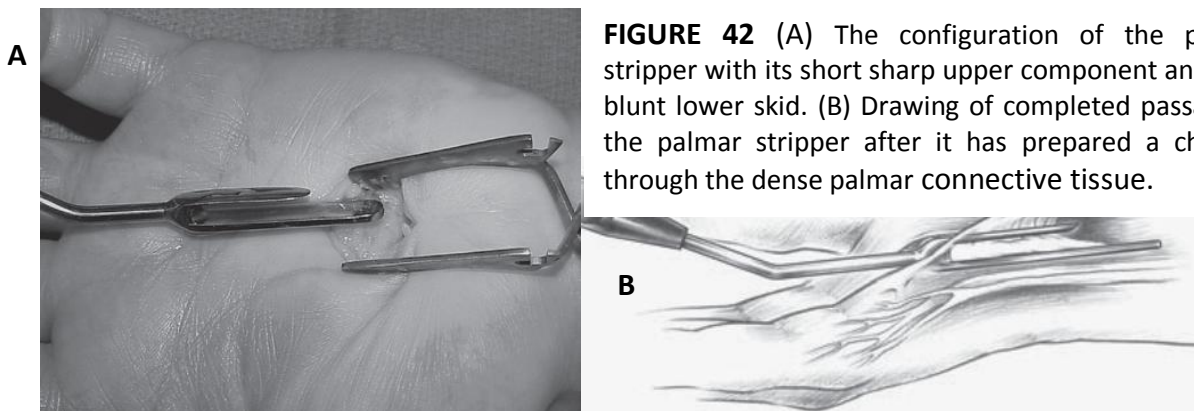 A
FIGURE 42 (A) The configuration of the p
stripper with its short sharp upper component an
blunt lower skid. (B) Drawing of completed passa
the palmar stripper after it has prepared a ch
through the dense palmar connective tissue.
B